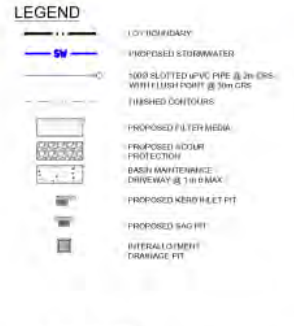 LEGEND
LOT BOUNDARY
SW
PROPOSED STORMWATER
100Ø SLOTTED uPVC PIPE @ 2m CRS
WITH FLUSH POINT @ 30m CRS
FINISHED CONTOURS
PROPOSED FILTER MEDIA
PROPOSED SCOUR
PROTECTION
BASIN MAINTENANCE
DRIVEWAY @ 1 in 6 MAX
PROPOSED KERB INLET PIT
PROPOSED SAG PIT
INTERALLOTMENT
DRAINAGE PIT